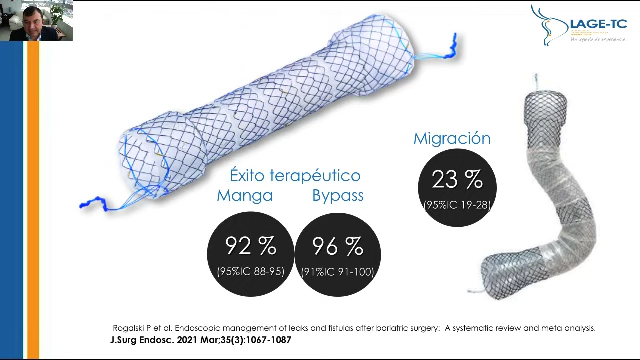 LAGE-TC
Migración
23 %
(95%IC 19-28)
Éxito terapéutico
Manga Bypass
92 % 96 %
(95%IC 88-95) (91%IC 91-100)
Rogalski P et al. Endoscopic management of leaks and fistulas after bariatric surgery: A systematic review and meta analysis.
J.Surg Endosc. 2021 Mar;35(3):1067-1087